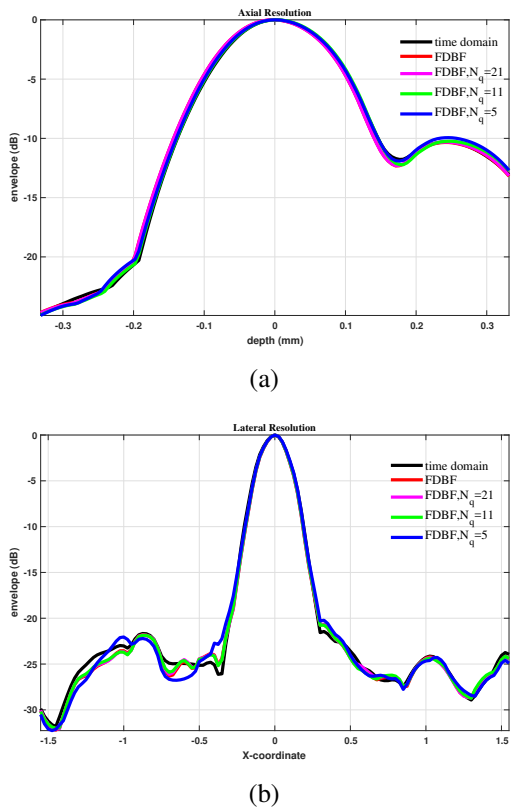 Axial Resolution
0
-5
-10
-15
-20
envelope (dB)
time domain
FDBF
FDBF,N_q=21
FDBF,N_q=11
FDBF,N_q=5
-0.3 -0.2 -0.1 0 0.1 0.2 0.3
depth (mm)
(a)
Lateral Resolution
0
-5
-10
-15
-20
-25
-30
envelope (dB)
time domain
FDBF
FDBF,N_q=21
FDBF,N_q=11
FDBF,N_q=5
-1.5 -1 -0.5 0 0.5 1 1.5
X-coordinate
(b)